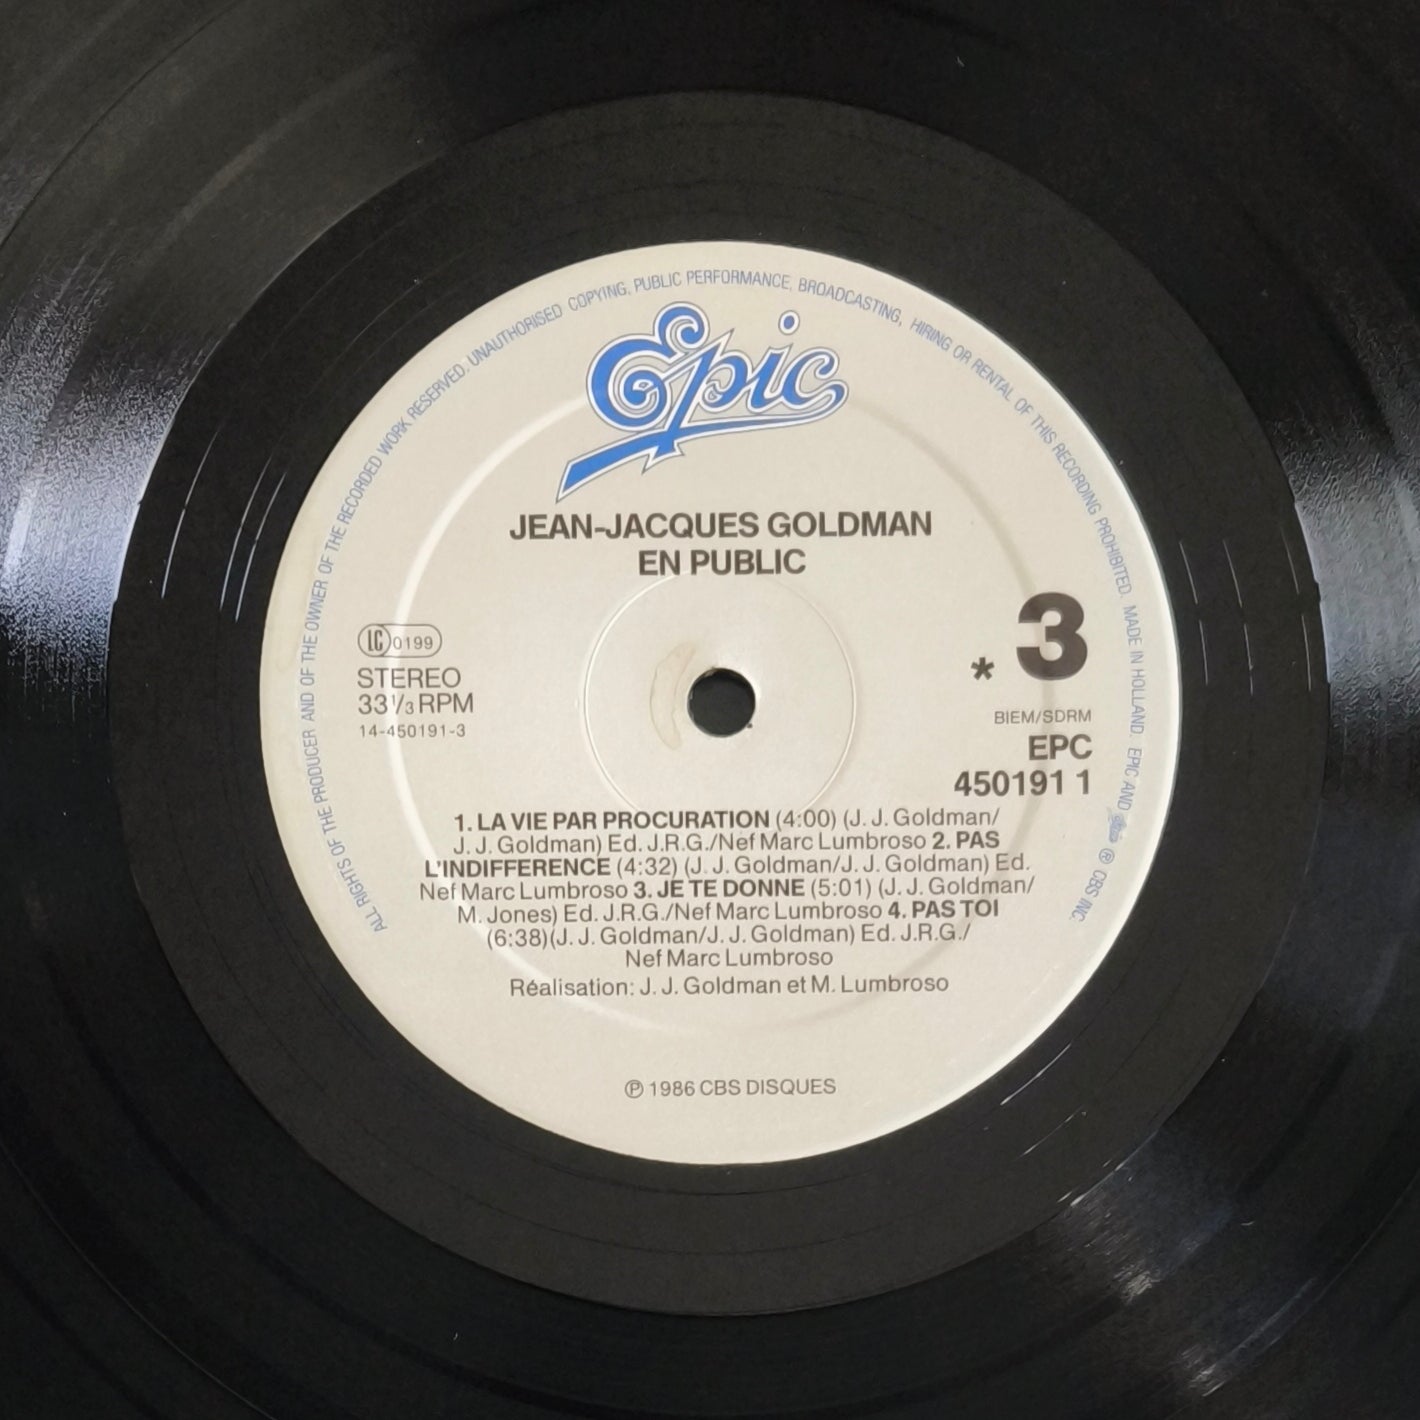 ALL RIGHTS OF THE PRODUCER AND OF THE OWNER OF THE RECORDED WORK RESERVED. UNAUTHORISED COPYING, PUBLIC PERFORMANCE, BROADCASTING, HIRING OR RENTAL OF THIS RECORDING PROHIBITED. MADE IN HOLLAND. EPIC AND ® CBS INC.
Epic
JEAN-JACQUES GOLDMAN
EN PUBLIC
LC 0199
STEREO
33 1/3 RPM
14-450191-3
* 3
BIEM/SDRM
EPC
450191 1
1. LA VIE PAR PROCURATION (4:00) (J. J. Goldman/
J. J. Goldman) Ed. J.R.G./Nef Marc Lumbroso 2. PAS
L'INDIFFERENCE (4:32) (J. J. Goldman/J. J. Goldman) Ed.
Nef Marc Lumbroso 3. JE TE DONNE (5:01) (J. J. Goldman/
M. Jones) Ed. J.R.G./Nef Marc Lumbroso 4. PAS TOI
(6:38)(J. J. Goldman/J. J. Goldman) Ed. J.R.G./
Nef Marc Lumbroso
Réalisation: J. J. Goldman et M. Lumbroso
℗ 1986 CBS DISQUES